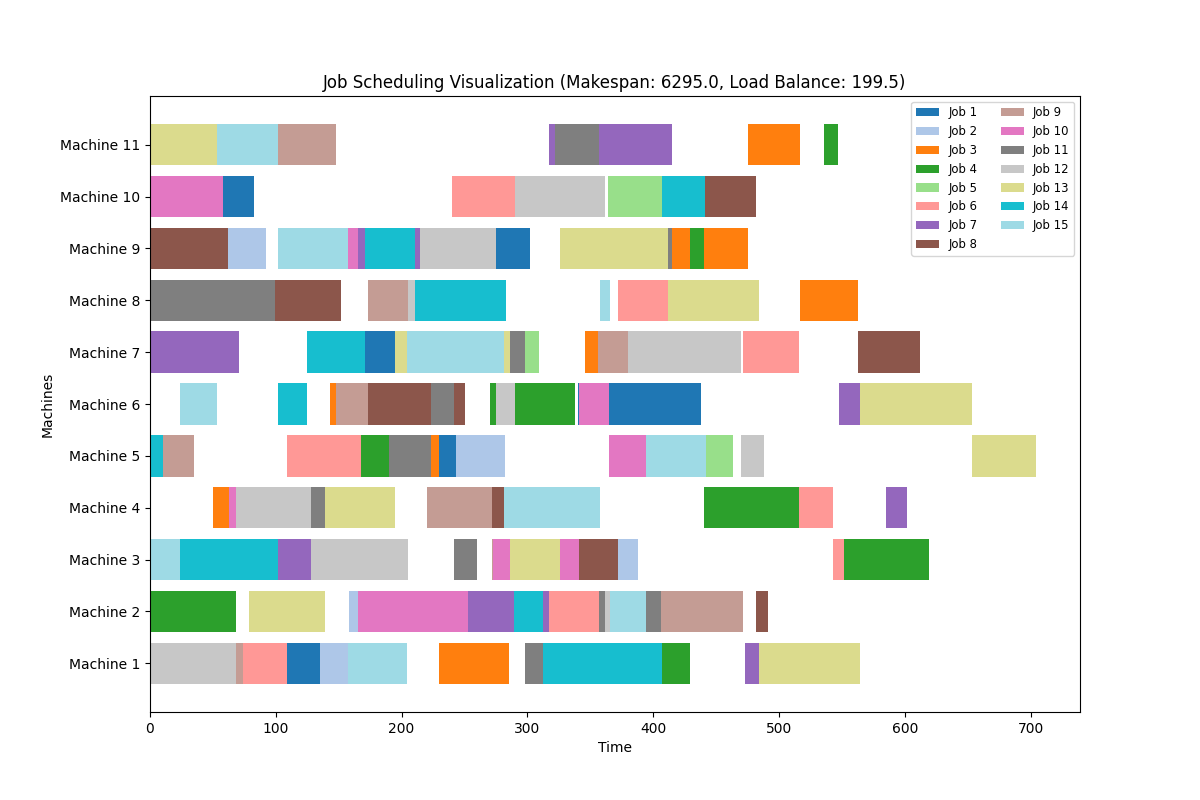 Job Scheduling Visualization (Makespan: 6295.0, Load Balance: 199.5)
Machines
Machine 11
Machine 10
Machine 9
Machine 8
Machine 7
Machine 6
Machine 5
Machine 4
Machine 3
Machine 2
Machine 1
0 100 200 300 400 500 600 700
Time
Job 1
Job 2
Job 3
Job 4
Job 5
Job 6
Job 7
Job 8
Job 9
Job 10
Job 11
Job 12
Job 13
Job 14
Job 15